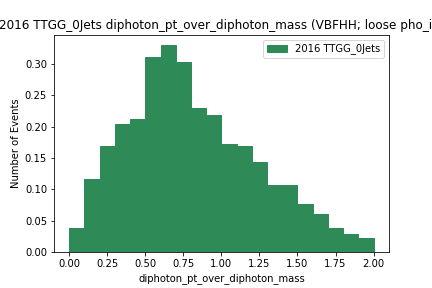 2016 TTGG_0Jets diphoton_pt_over_diphoton_mass (VBFHH; loose pho_i
2016 TTGG_0Jets
Number of Events
0.30
0.25
0.20
0.15
0.10
0.05
0.00
0.00 0.25 0.50 0.75 1.00 1.25 1.50 1.75 2.00
diphoton_pt_over_diphoton_mass